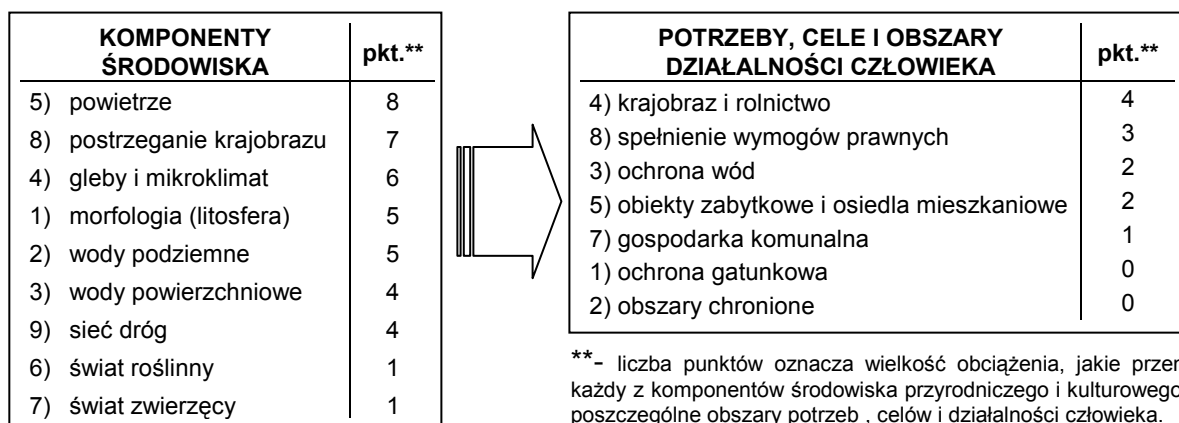 KOMPONENTY
ŚRODOWISKA
pkt.**
5) powietrze 8
8) postrzeganie krajobrazu 7
4) gleby i mikroklimat 6
1) morfologia (litosfera) 5
2) wody podziemne 5
3) wody powierzchniowe 4
9) sieć dróg 4
6) świat roślinny 1
7) świat zwierzęcy 1
POTRZEBY, CELE I OBSZARY
DZIAŁALNOŚCI CZŁOWIEKA
pkt.**
4) krajobraz i rolnictwo 4
8) spełnienie wymogów prawnych 3
3) ochrona wód 2
5) obiekty zabytkowe i osiedla mieszkaniowe 2
7) gospodarka komunalna 1
1) ochrona gatunkowa 0
2) obszary chronione 0
**- liczba punktów oznacza wielkość obciążenia, jakie przen
każdy z komponentów środowiska przyrodniczego i kulturowego
poszczególne obszary potrzeb , celów i działalności człowieka.